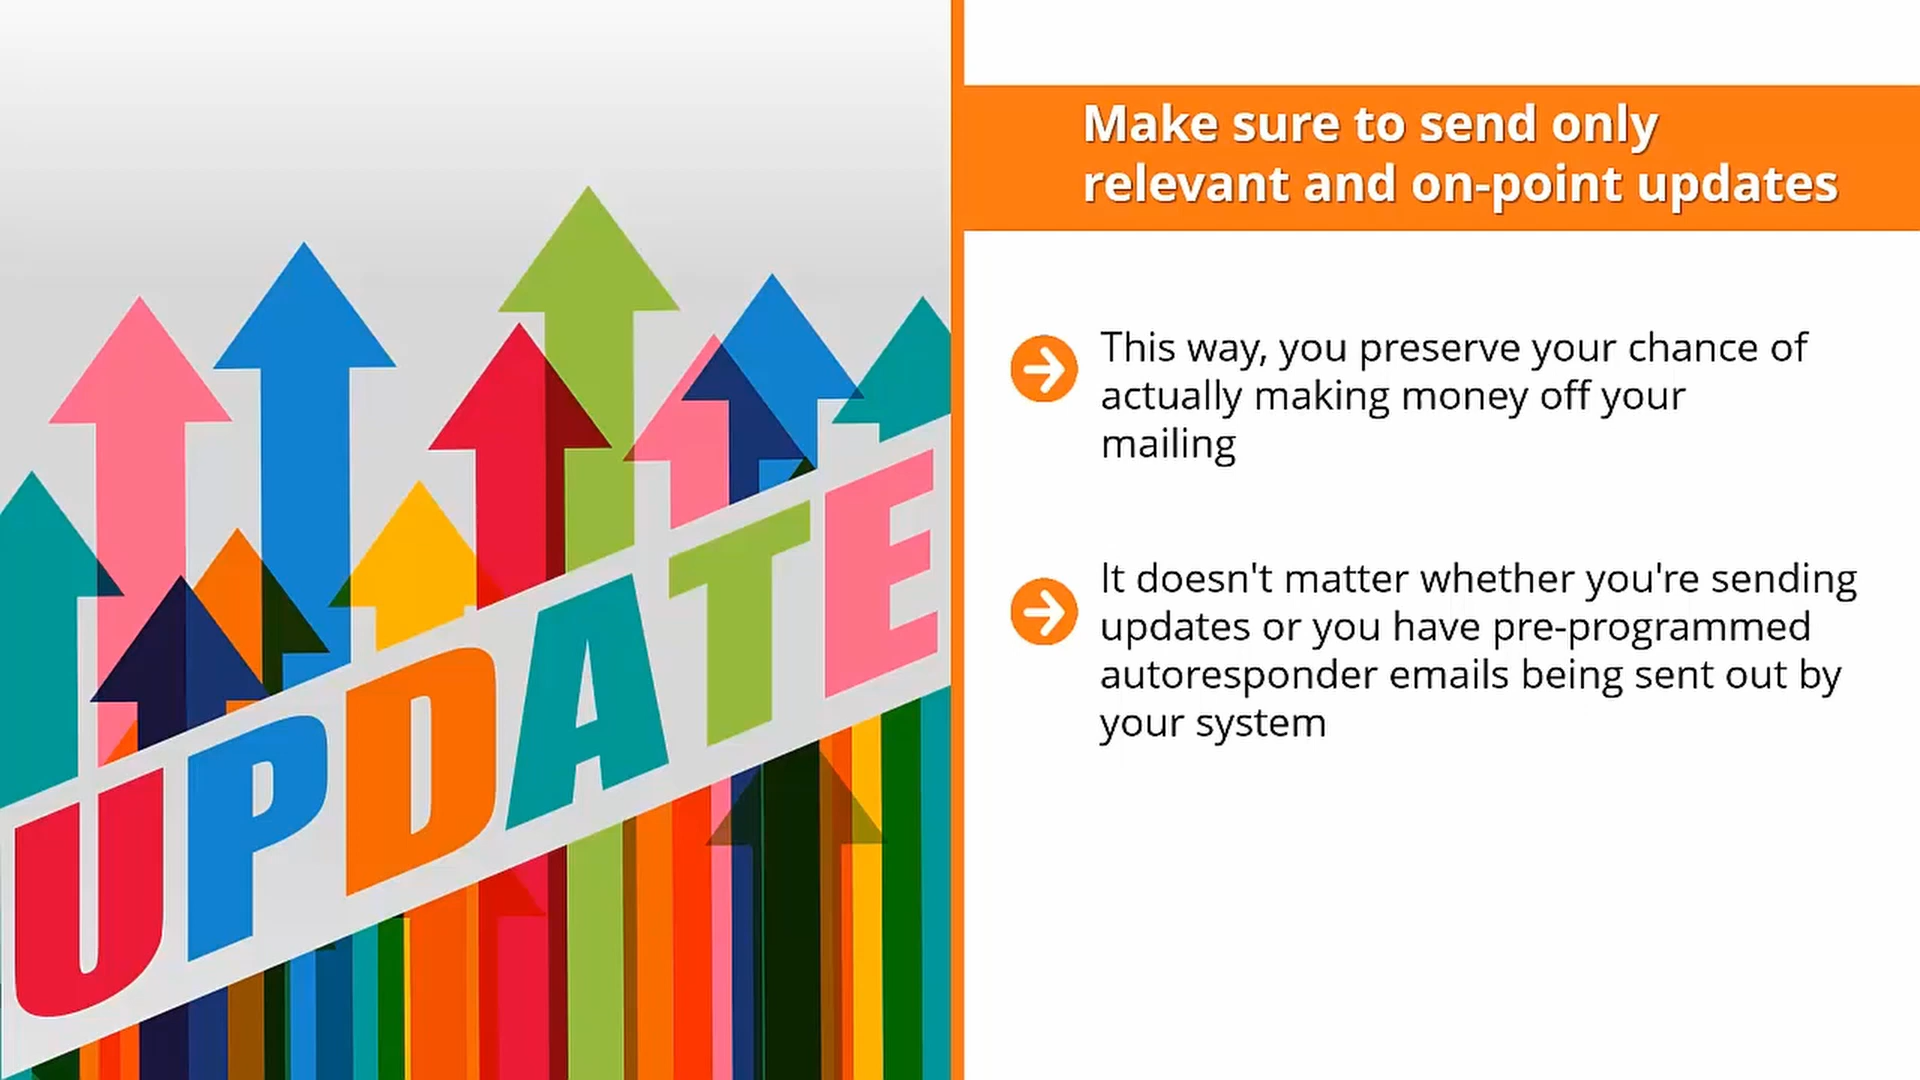 UPDATE
Make sure to send only
relevant and on-point updates
This way, you preserve your chance of
actually making money off your
mailing
It doesn't matter whether you're sending
updates or you have pre-programmed
autoresponder emails being sent out by
your system